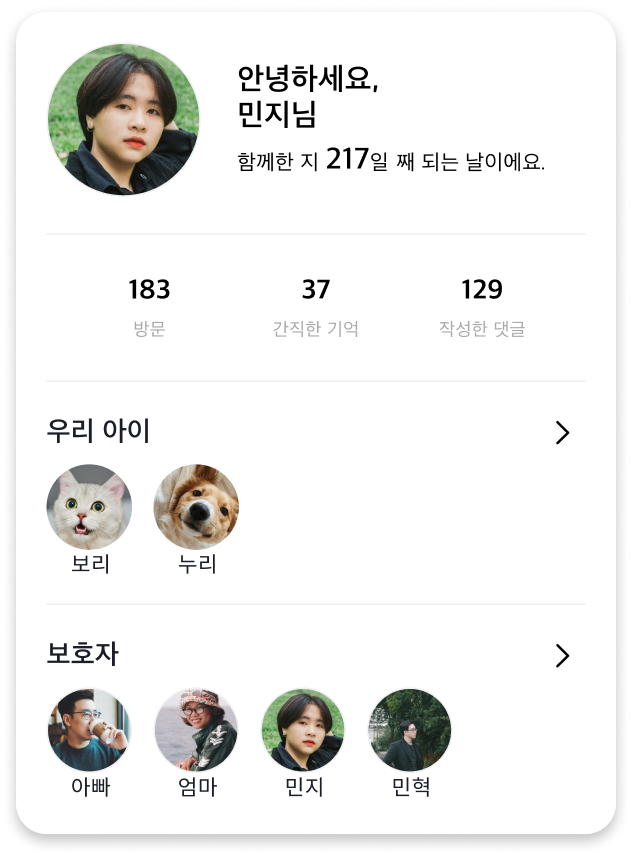 안녕하세요,
민지님
함께한 지 217일 째 되는 날이에요.
183 37 129
방문 간직한 기억 작성한 댓글
우리 아이
보리 누리
보호자
아빠 엄마 민지 민혁